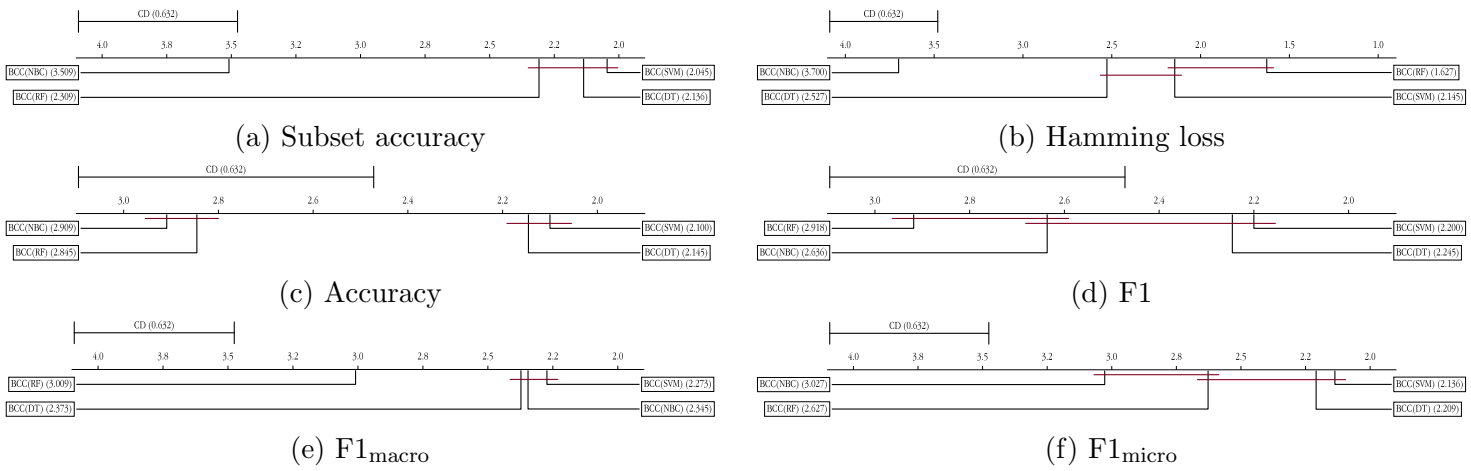 CD (0.632)
4.0 3.8 3.5 3.2 3.0 2.8 2.5 2.2 2.0
BCC(NBC) (3.509) BCC(SVM) (2.045)
BCC(RF) (2.309) BCC(DT) (2.136)
(a) Subset accuracy
CD (0.632)
4.0 3.5 3.0 2.5 2.0 1.5 1.0
BCC(NBC) (3.700) BCC(RF) (1.627)
BCC(DT) (2.527) BCC(SVM) (2.145)
(b) Hamming loss
CD (0.632)
3.0 2.8 2.6 2.4 2.2 2.0
BCC(NBC) (2.909) BCC(SVM) (2.100)
BCC(RF) (2.845) BCC(DT) (2.145)
(c) Accuracy
CD (0.632)
3.0 2.8 2.6 2.4 2.2 2.0
BCC(RF) (2.918) BCC(SVM) (2.200)
BCC(NBC) (2.636) BCC(DT) (2.245)
(d) F1
CD (0.632)
4.0 3.8 3.5 3.2 3.0 2.8 2.5 2.2 2.0
BCC(RF) (3.009) BCC(SVM) (2.273)
BCC(DT) (2.373) BCC(NBC) (2.345)
(e) F1macro
CD (0.632)
4.0 3.8 3.5 3.2 3.0 2.8 2.5 2.2 2.0
BCC(NBC) (3.027) BCC(SVM) (2.136)
BCC(RF) (2.627) BCC(DT) (2.209)
(f) F1micro